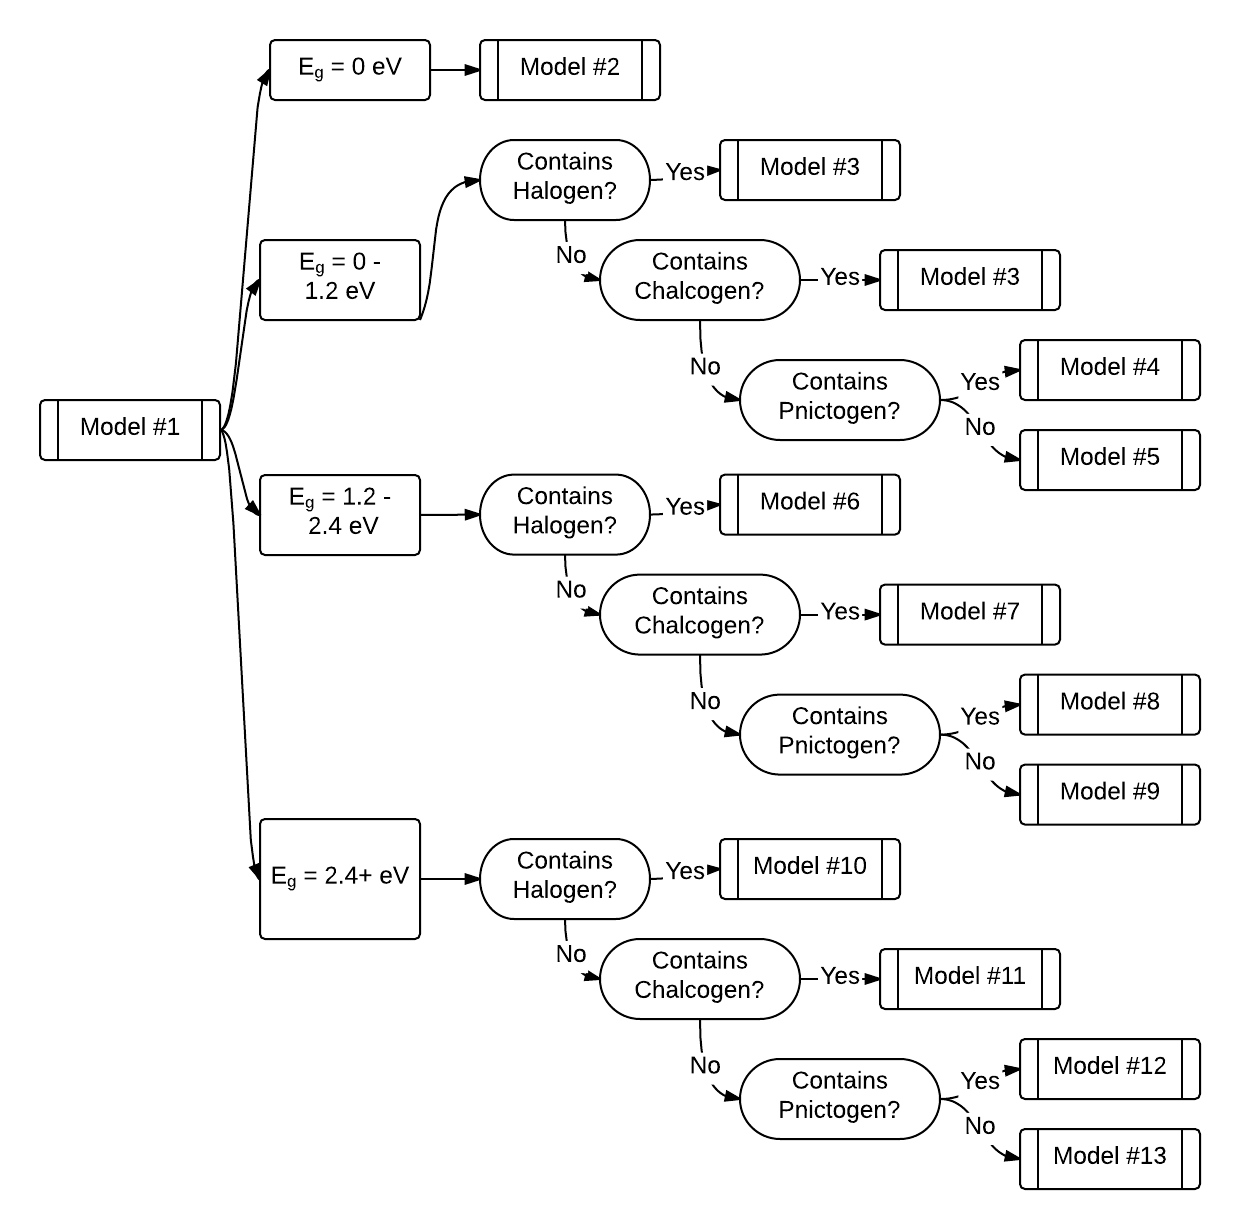 E_g = 0 eV
Model #2
Contains
Halogen?
Yes
Model #3
E_g = 0 -
1.2 eV
No
Contains
Chalcogen?
Yes
Model #3
No
Contains
Pnictogen?
Yes
Model #4
No
Model #5
Model #1
E_g = 1.2 -
2.4 eV
Contains
Halogen?
Yes
Model #6
No
Contains
Chalcogen?
Yes
Model #7
No
Contains
Pnictogen?
Yes
Model #8
No
Model #9
E_g = 2.4+ eV
Contains
Halogen?
Yes
Model #10
No
Contains
Chalcogen?
Yes
Model #11
No
Contains
Pnictogen?
Yes
Model #12
No
Model #13